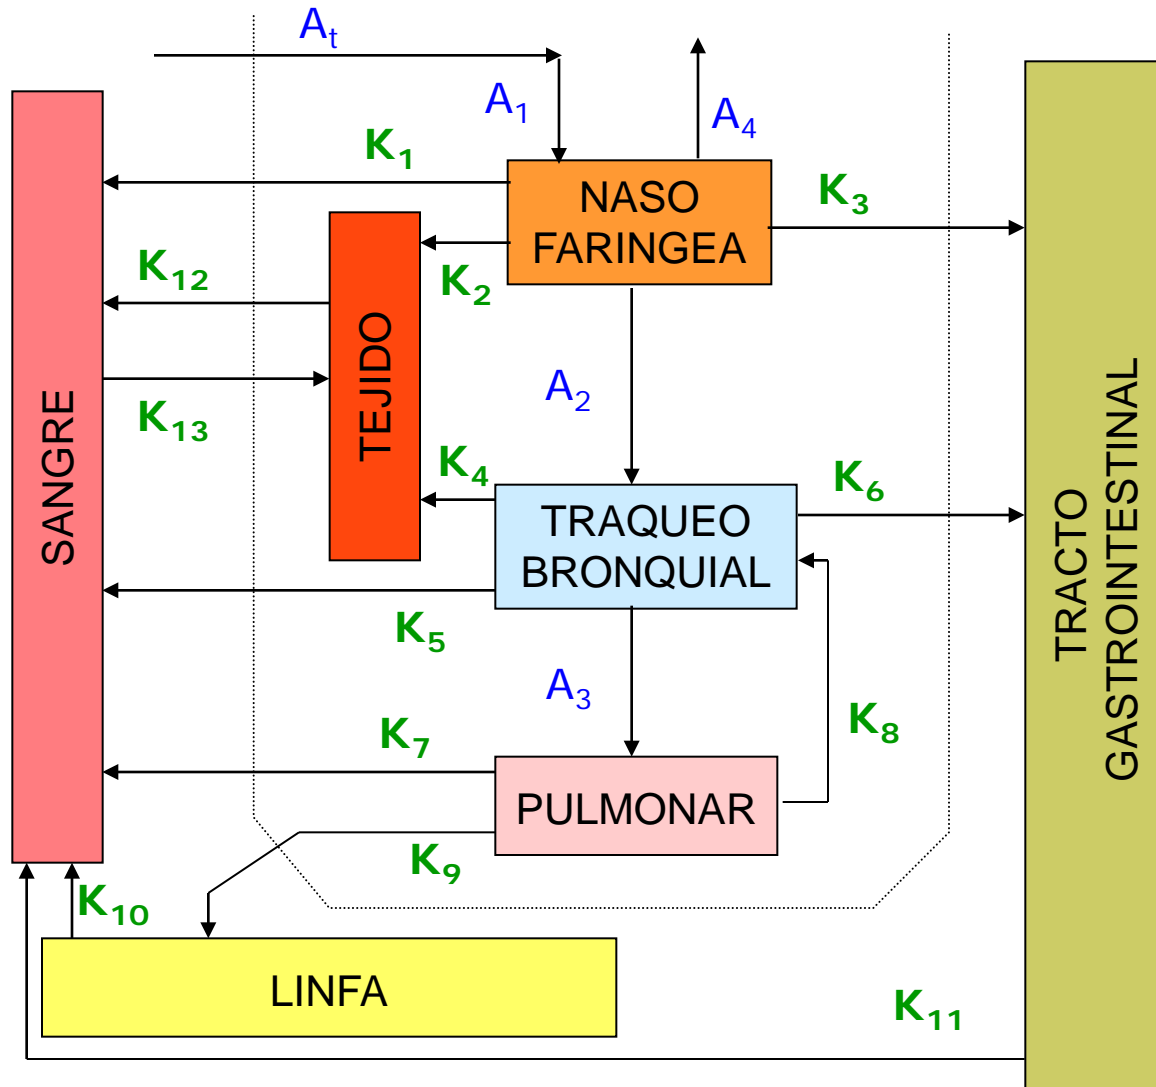 A₁
Aₜ
A₄
K₁
NASO
FARINGEA
K₃
K₂
K₁₂
K₁₃
TEJIDO
SANGRE
A₂
K₄
K₆
TRAQUEO
BRONQUIAL
TRACTO
GASTROINTESTINAL
K₅
A₃
K₇
K₈
PULMONAR
K₉
K₁₀
LINFA
K₁₁